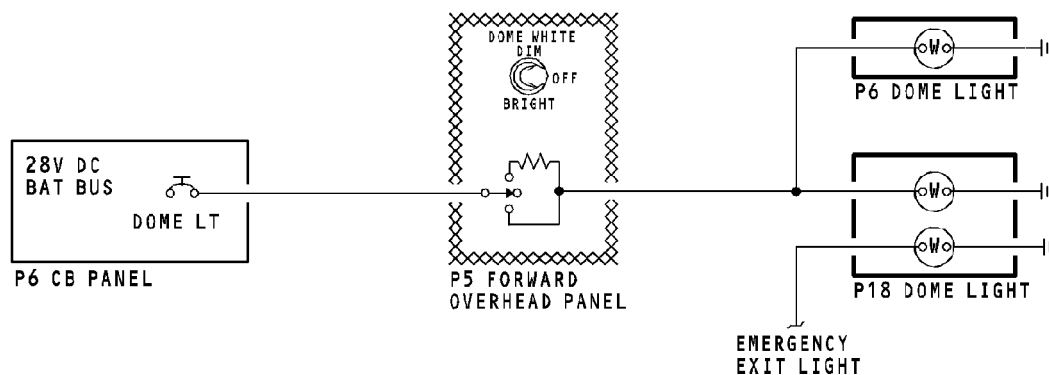 DOME WHITE
DIM
OFF
BRIGHT
W
P6 DOME LIGHT
28V DC
BAT BUS
DOME LT
P6 CB PANEL
P5 FORWARD
OVERHEAD PANEL
W
W
P18 DOME LIGHT
EMERGENCY
EXIT LIGHT